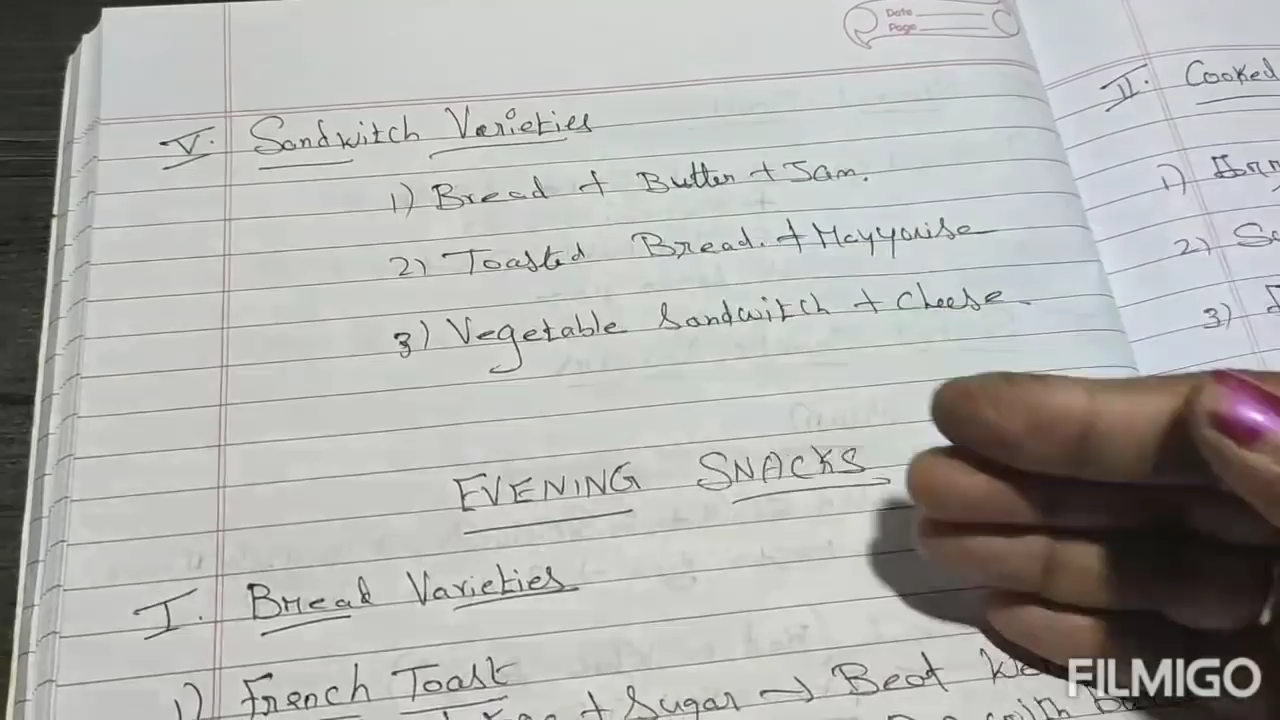 Date
Page
V. Sandwitch Varieties
1) Bread + Butter + Jam.
2) Toasted Bread. + Mayyonise
3) Vegetable Sandwitch + Cheese.
EVENING SNACKS
I. Bread Varieties
1) French Toast
+ Sugar → Beat
with
II. Cooked
1)
2)
3)
FILMIGO